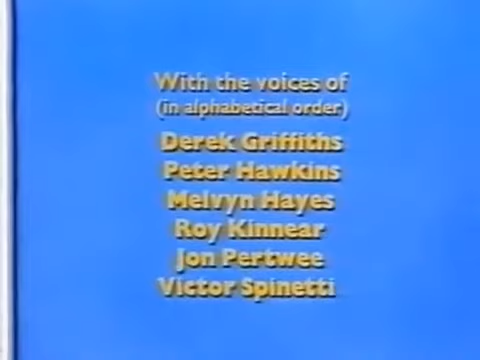 With the voices of
(in alphabetical order)
Derek Griffiths
Peter Hawkins
Melvyn Hayes
Roy Kinnear
Jon Pertwee
Victor Spinetti